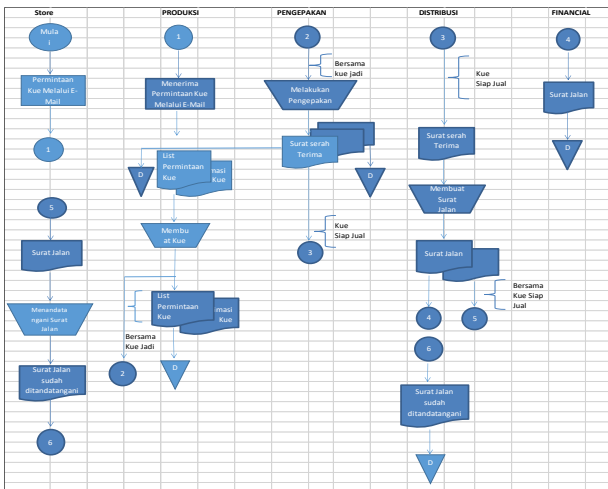 Store
PRODUKSI
PENGEPAKAN
DISTRIBUSI
FINANCIAL
Mula
i
Permintaan
Kue Melalui E-
Mail
1
5
Surat Jalan
Menandata
ngani Surat
Jalan
Surat Jalan
sudah
ditandatangani
6
1
Menerima
Permintaan Kue
Melalui E-Mail
D
List
Permintaan
Kue
masi
Kue
Membu
at Kue
List
Permintaan
Kue
masi
Kue
Bersama
Kue Jadi
2
D
2
Bersama
kue jadi
Melakukan
Pengepakan
Surat serah
Terima
D
Kue
Siap Jual
3
3
Kue
Siap Jual
Surat serah
Terima
Membuat
Surat
Jalan
Surat Jalan
Bersama
Kue Siap
Jual
4
5
6
Surat Jalan
sudah
ditandatangani
D
4
Surat Jalan
D